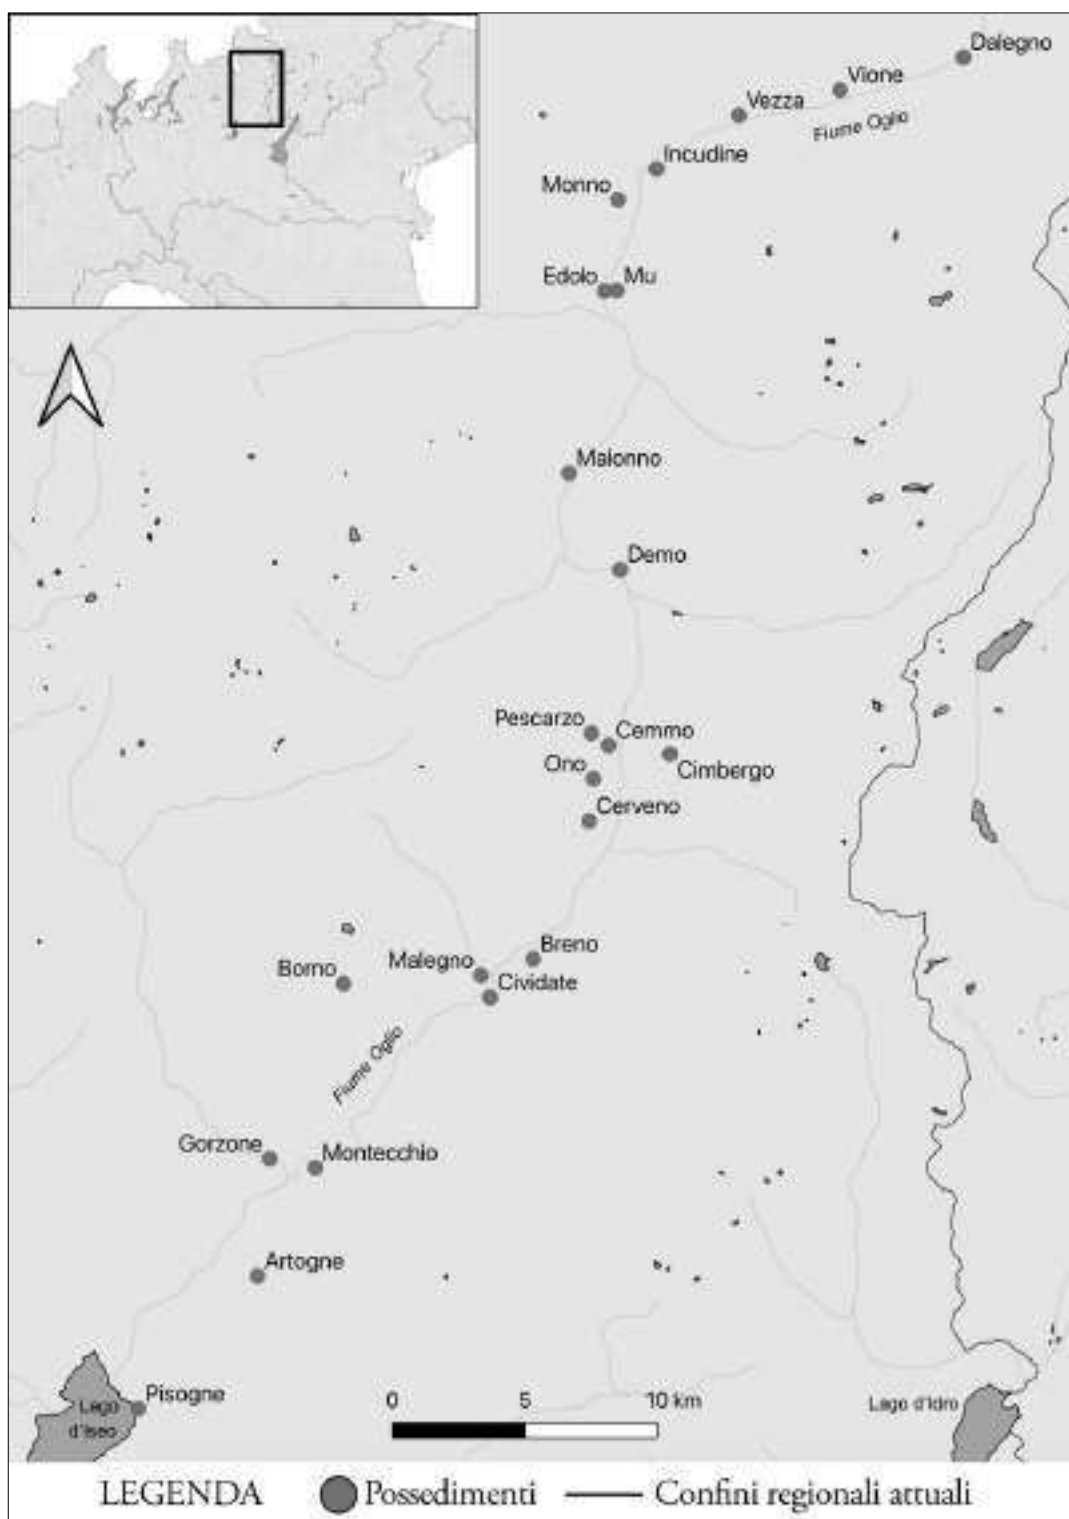 Dalegno
Vione
Vezza
Fiume Oglio
Incudine
Monno
Edolo
Mu
Malonno
Demo
Pescarzo
Cemmo
Ono
Cimbergo
Cerveno
Breno
Malegno
Borno
Cividate
Fiume Oglio
Gorzone
Montecchio
Artogne
Pisogne
Lago
d'Iseo
0 5 10 km
Lago d'Idro
LEGENDA Possedimenti Confini regionali attuali